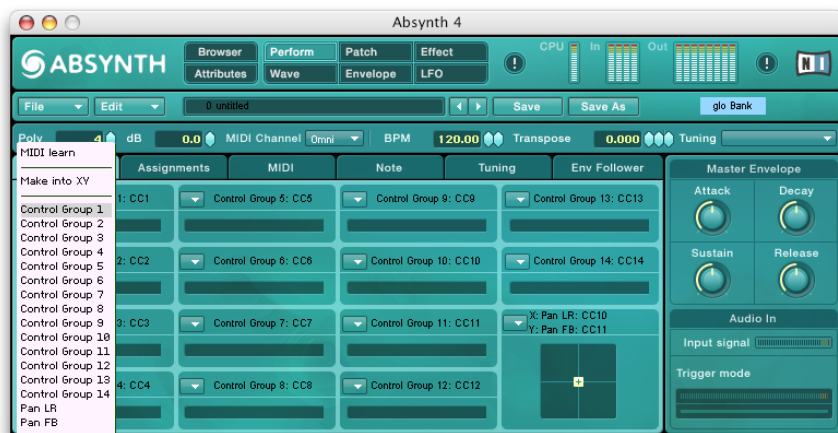 Absynth 4
ABSYNTH
Browser Perform Patch Effect
Attributes Wave Envelope LFO
CPU In Out
NI
File Edit 0 untitled Save Save As glo Bank
Poly 4 dB 0.0 MIDI Channel Omni BPM 120.00 Transpose 0.000 Tuning
MIDI learn
Make into XY
Control Group 1
Control Group 2
Control Group 3
Control Group 4
Control Group 5
Control Group 6
Control Group 7
Control Group 8
Control Group 9
Control Group 10
Control Group 11
Control Group 12
Control Group 13
Control Group 14
Pan LR
Pan FB
Assignments MIDI Note Tuning Env Follower
1: CC1 Control Group 5: CC5 Control Group 9: CC9 Control Group 13: CC13
2: CC2 Control Group 6: CC6 Control Group 10: CC10 Control Group 14: CC14
3: CC3 Control Group 7: CC7 Control Group 11: CC11 X: Pan LR: CC10
Y: Pan FB: CC11
4: CC4 Control Group 8: CC8 Control Group 12: CC12
Master Envelope
Attack Decay
Sustain Release
Audio In
Input signal
Trigger mode